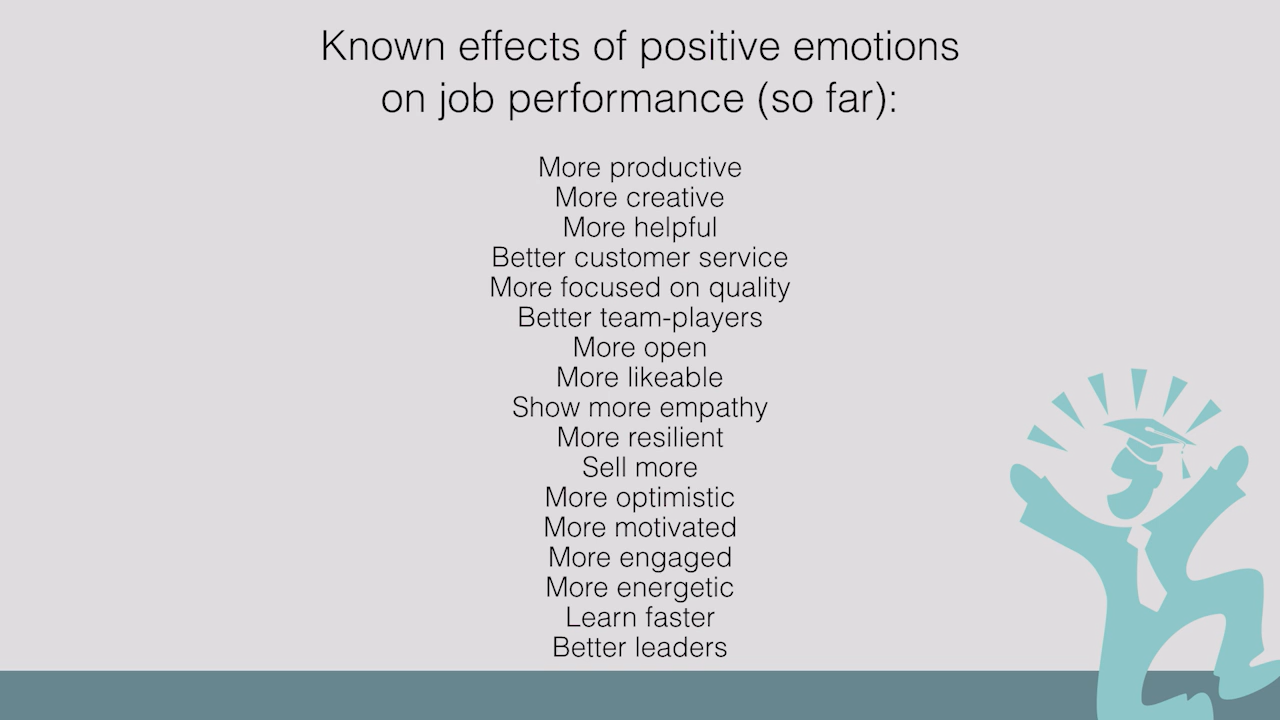 Known effects of positive emotions
on job performance (so far):
More productive
More creative
More helpful
Better customer service
More focused on quality
Better team-players
More open
More likeable
Show more empathy
More resilient
Sell more
More optimistic
More motivated
More engaged
More energetic
Learn faster
Better leaders